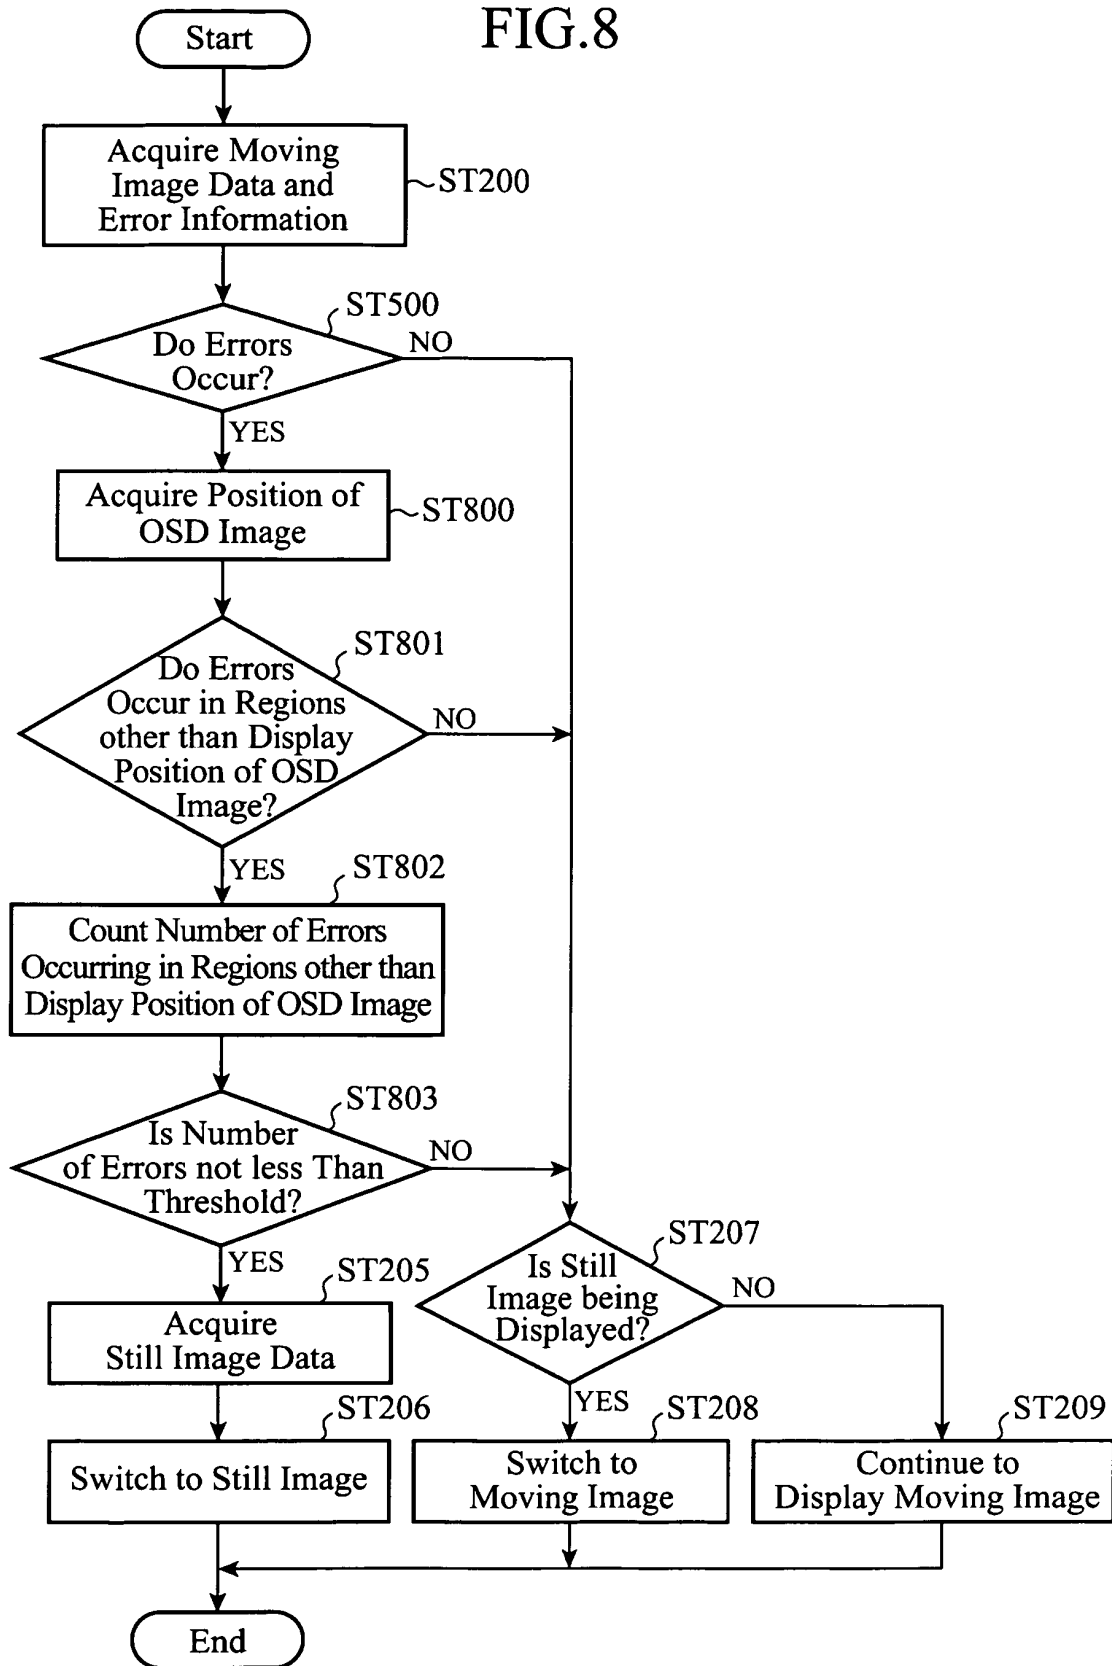 FIG.8
Start
Acquire Moving
Image Data and
Error Information
ST200
ST500
Do Errors
Occur?
NO
YES
Acquire Position of
OSD Image
ST800
ST801
Do Errors
Occur in Regions
other than Display
Position of OSD
Image?
NO
YES
ST802
Count Number of Errors
Occurring in Regions other than
Display Position of OSD Image
ST803
Is Number
of Errors not less Than
Threshold?
NO
YES
ST205
Acquire
Still Image Data
ST206
Switch to Still Image
ST207
Is Still
Image being
Displayed?
NO
YES
ST208
Switch to
Moving Image
ST209
Continue to
Display Moving Image
End